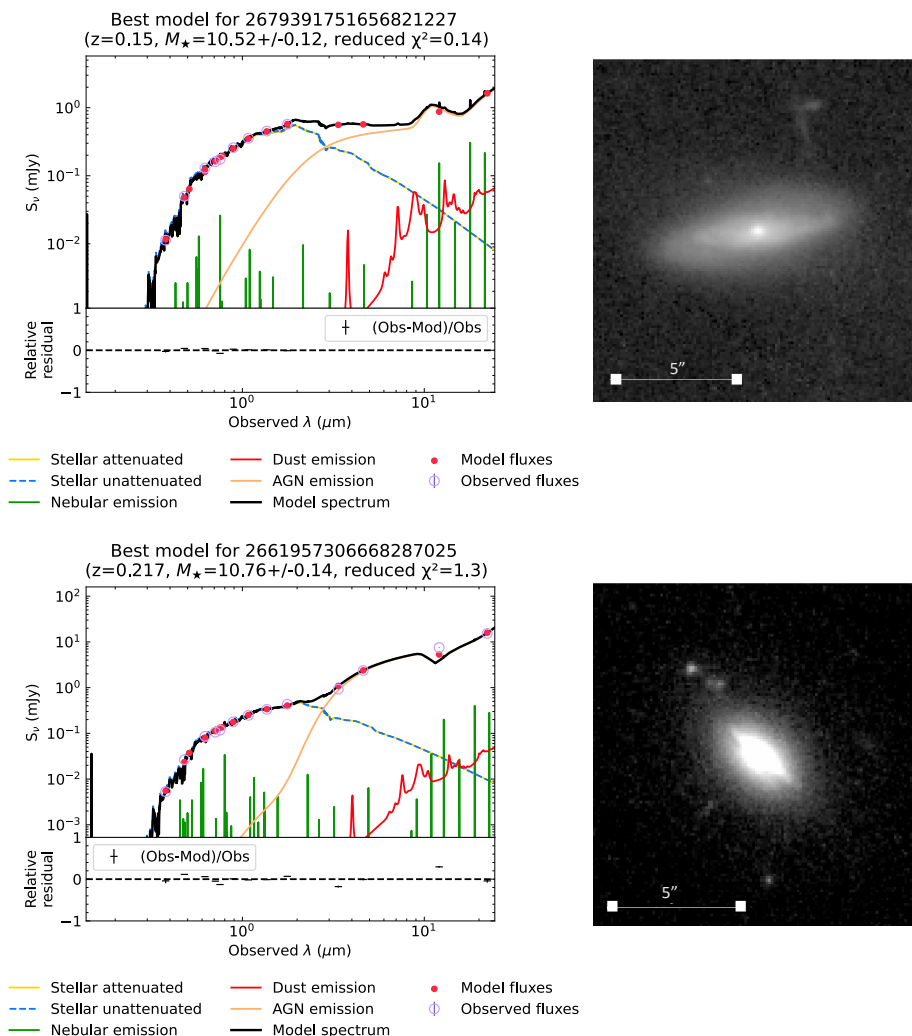 Best model for 2679391751656821227
(z=0.15, M★=10.52+/-0.12, reduced χ²=0.14)
10⁰
10⁻¹
10⁻²
Sν (mJy)
1
(Obs-Mod)/Obs
0
−1
Relative
residual
10⁰
10¹
Observed λ (μm)
5”
Stellar attenuated
Stellar unattenuated
Nebular emission
Dust emission
AGN emission
Model spectrum
Model fluxes
Observed fluxes
Best model for 2661957306668287025
(z=0.217, M★=10.76+/-0.14, reduced χ²=1.3)
10²
10¹
10⁰
10⁻¹
10⁻²
10⁻³
Sν (mJy)
1
(Obs-Mod)/Obs
0
−1
Relative
residual
10⁰
10¹
Observed λ (μm)
5”
Stellar attenuated
Stellar unattenuated
Nebular emission
Dust emission
AGN emission
Model spectrum
Model fluxes
Observed fluxes